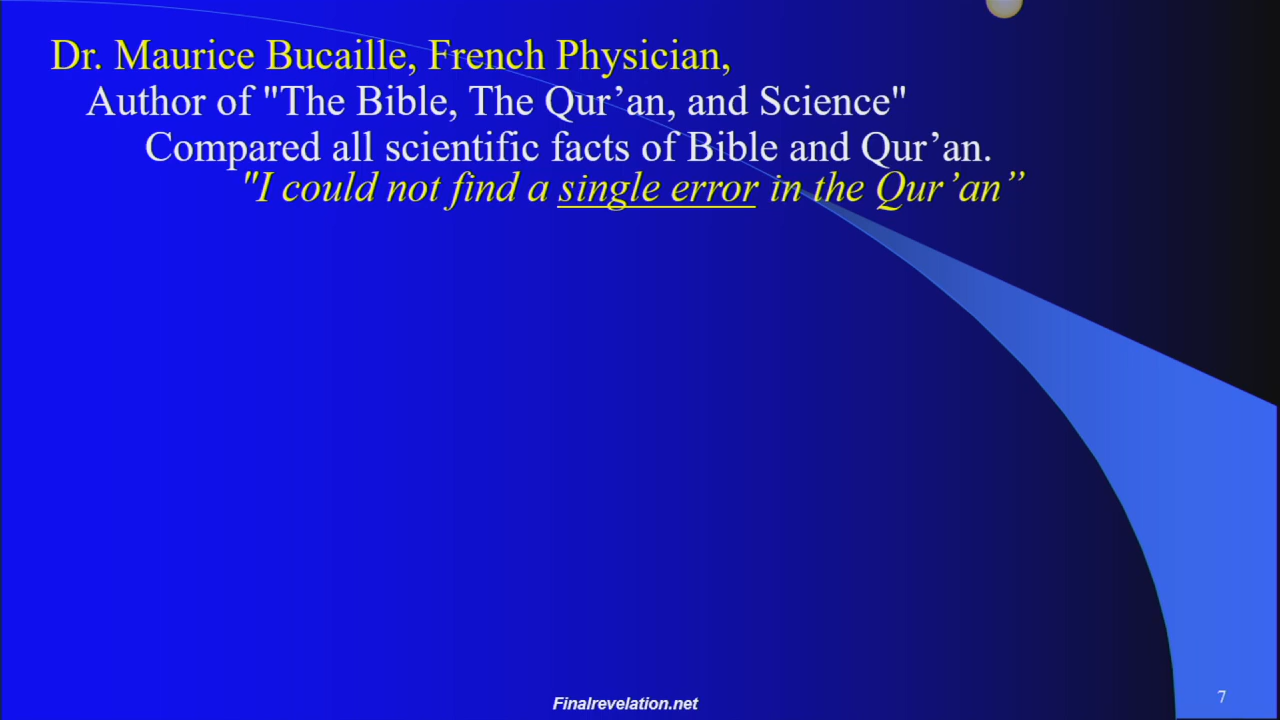 Dr. Maurice Bucaille, French Physician,
Author of "The Bible, The Qur’an, and Science"
Compared all scientific facts of Bible and Qur’an.
"I could not find a single error in the Qur’an”
Finalrevelation.net
7